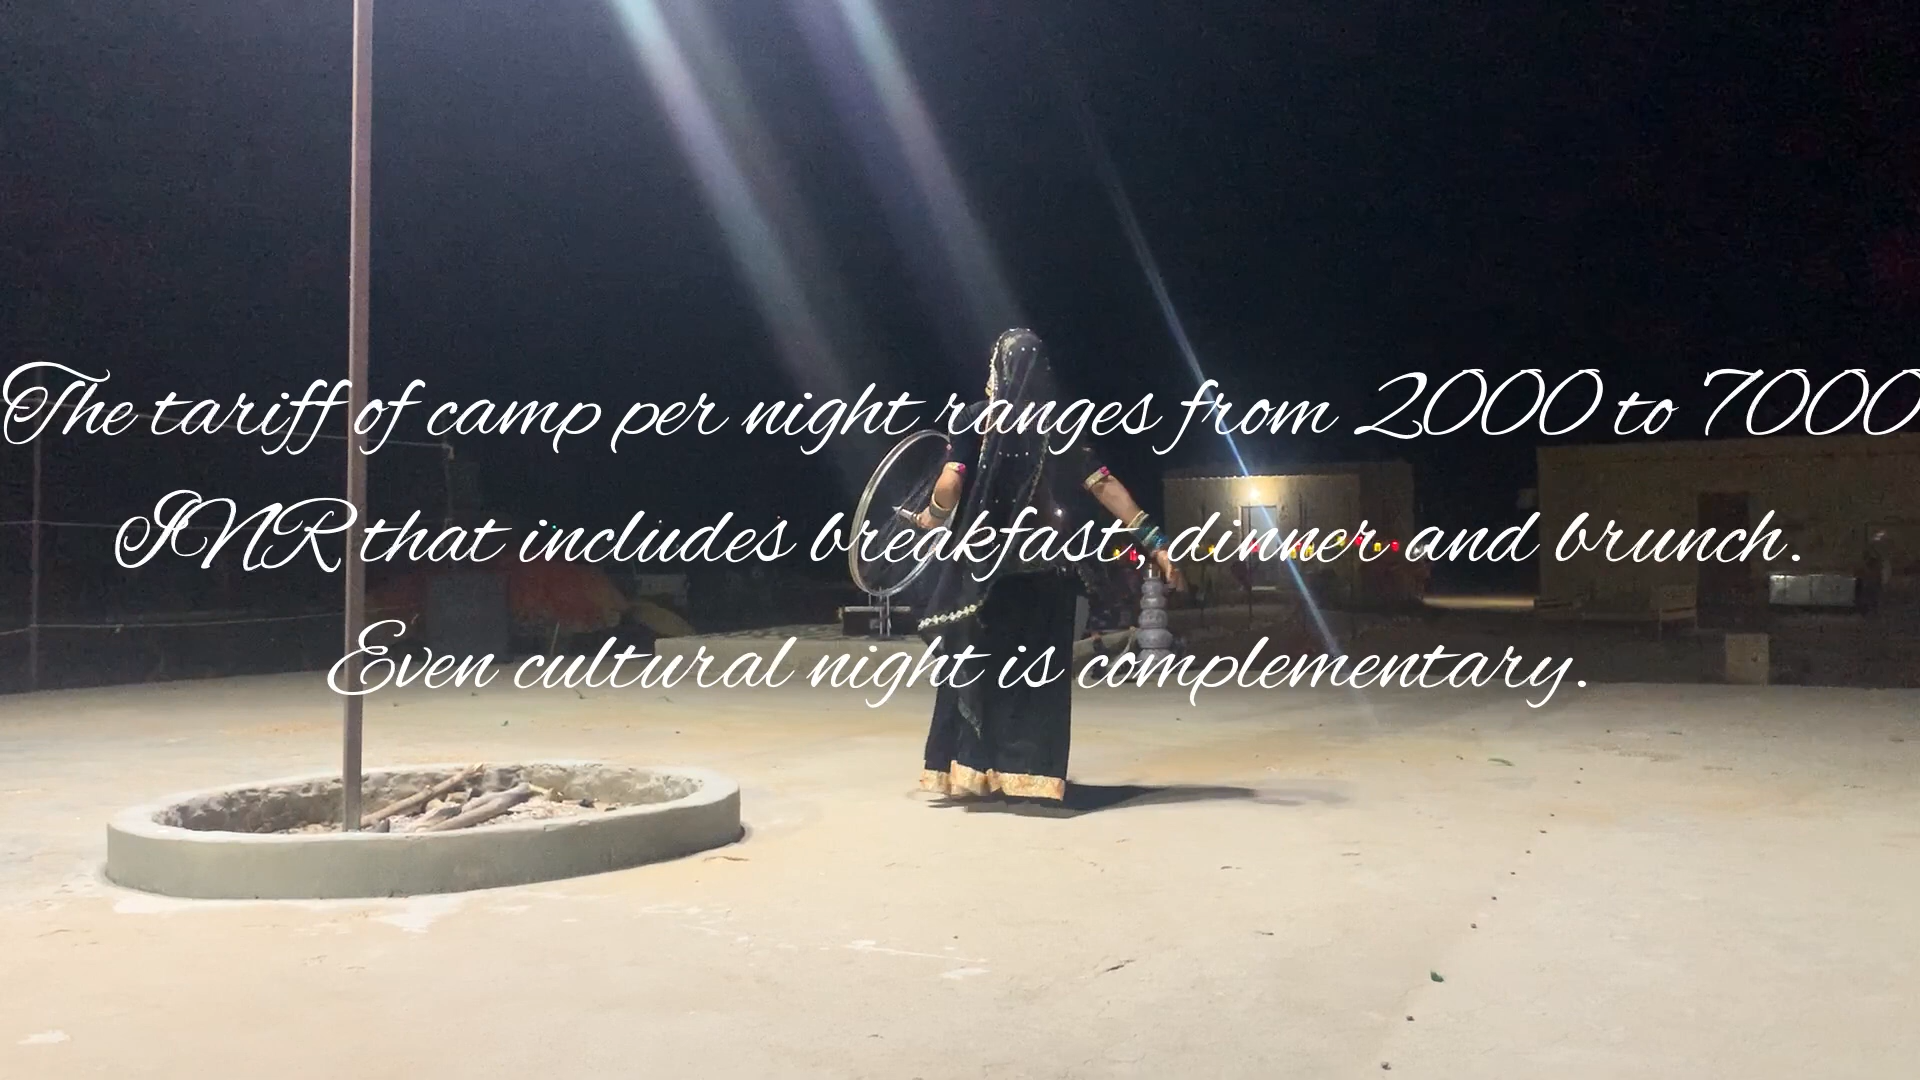 The tariff of camp per night ranges from 2000 to 7000
INR that includes breakfast, dinner and brunch.
Even cultural night is complementary.